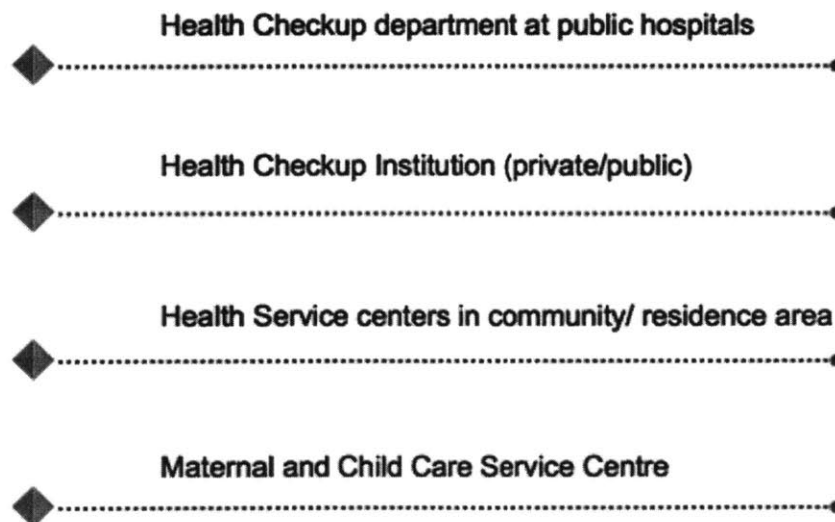 Health Checkup department at public hospitals
Health Checkup Institution (private/public)
Health Service centers in community/ residence area
Maternal and Child Care Service Centre